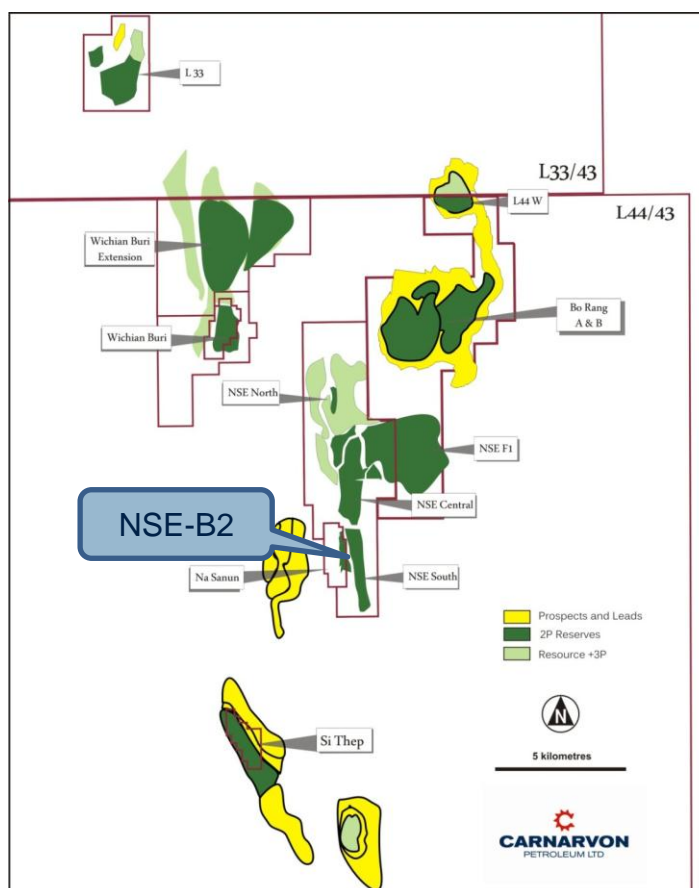 L 33
L33/43
L44 W
L44/43
Wichian Buri
Extension
Bo Rang
A & B
Wichian Buri
NSE North
NSE F1
NSE Central
NSE-B2
Na Sanun
NSE South
Prospects and Leads
2P Reserves
Resource +3P
N
Si Thep
5 kilometres
CARNARVON
PETROLEUM LTD